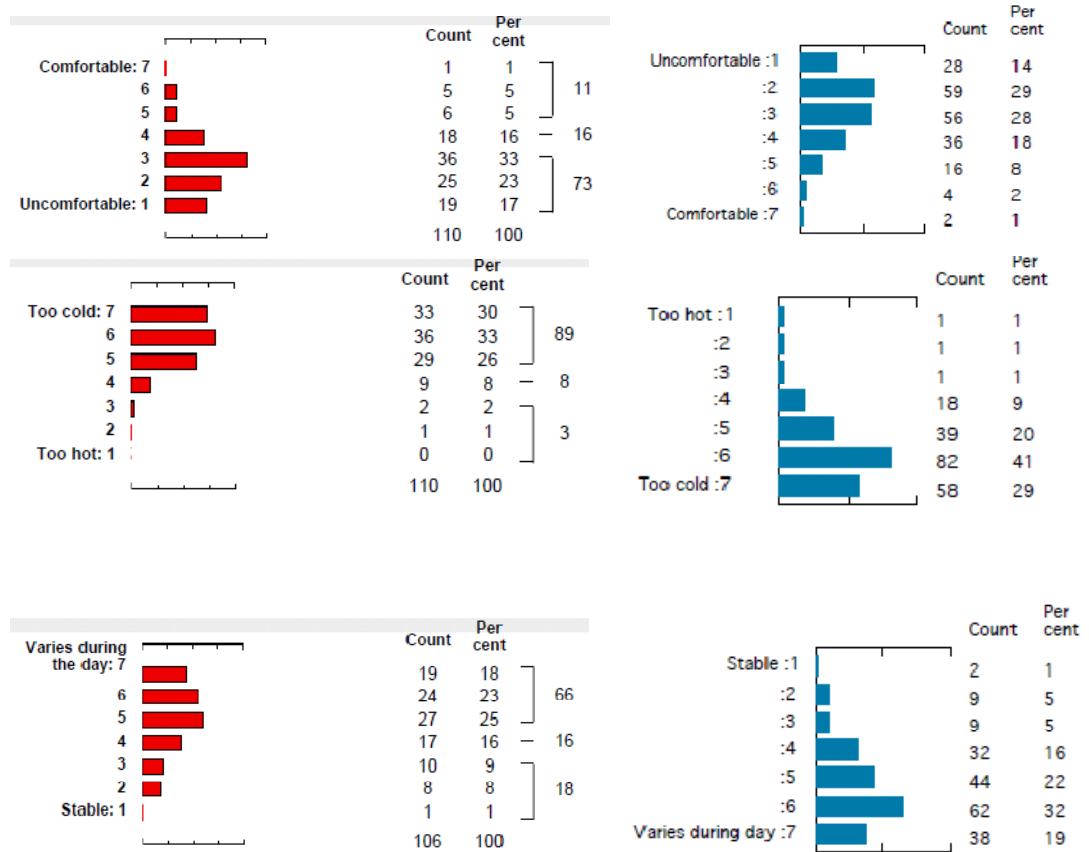 Count Per cent
Comfortable: 7 1 1
6 5 5 11
5 6 5
4 18 16 16
3 36 33
2 25 23 73
Uncomfortable: 1 19 17
110 100
Count Per cent
Uncomfortable :1 28 14
:2 59 29
:3 56 28
:4 36 18
:5 16 8
:6 4 2
Comfortable :7 2 1
Count Per cent
Too cold: 7 33 30
6 36 33 89
5 29 26
4 9 8 8
3 2 2
2 1 1 3
Too hot: 1 0 0
110 100
Count Per cent
Too hot :1 1 1
:2 1 1
:3 1 1
:4 18 9
:5 39 20
:6 82 41
Too cold :7 58 29
Count Per cent
Varies during
the day: 7 19 18
6 24 23 66
5 27 25
4 17 16 16
3 10 9
2 8 8 18
Stable: 1 1 1
106 100
Count Per cent
Stable :1 2 1
:2 9 5
:3 9 5
:4 32 16
:5 44 22
:6 62 32
Varies during day :7 38 19